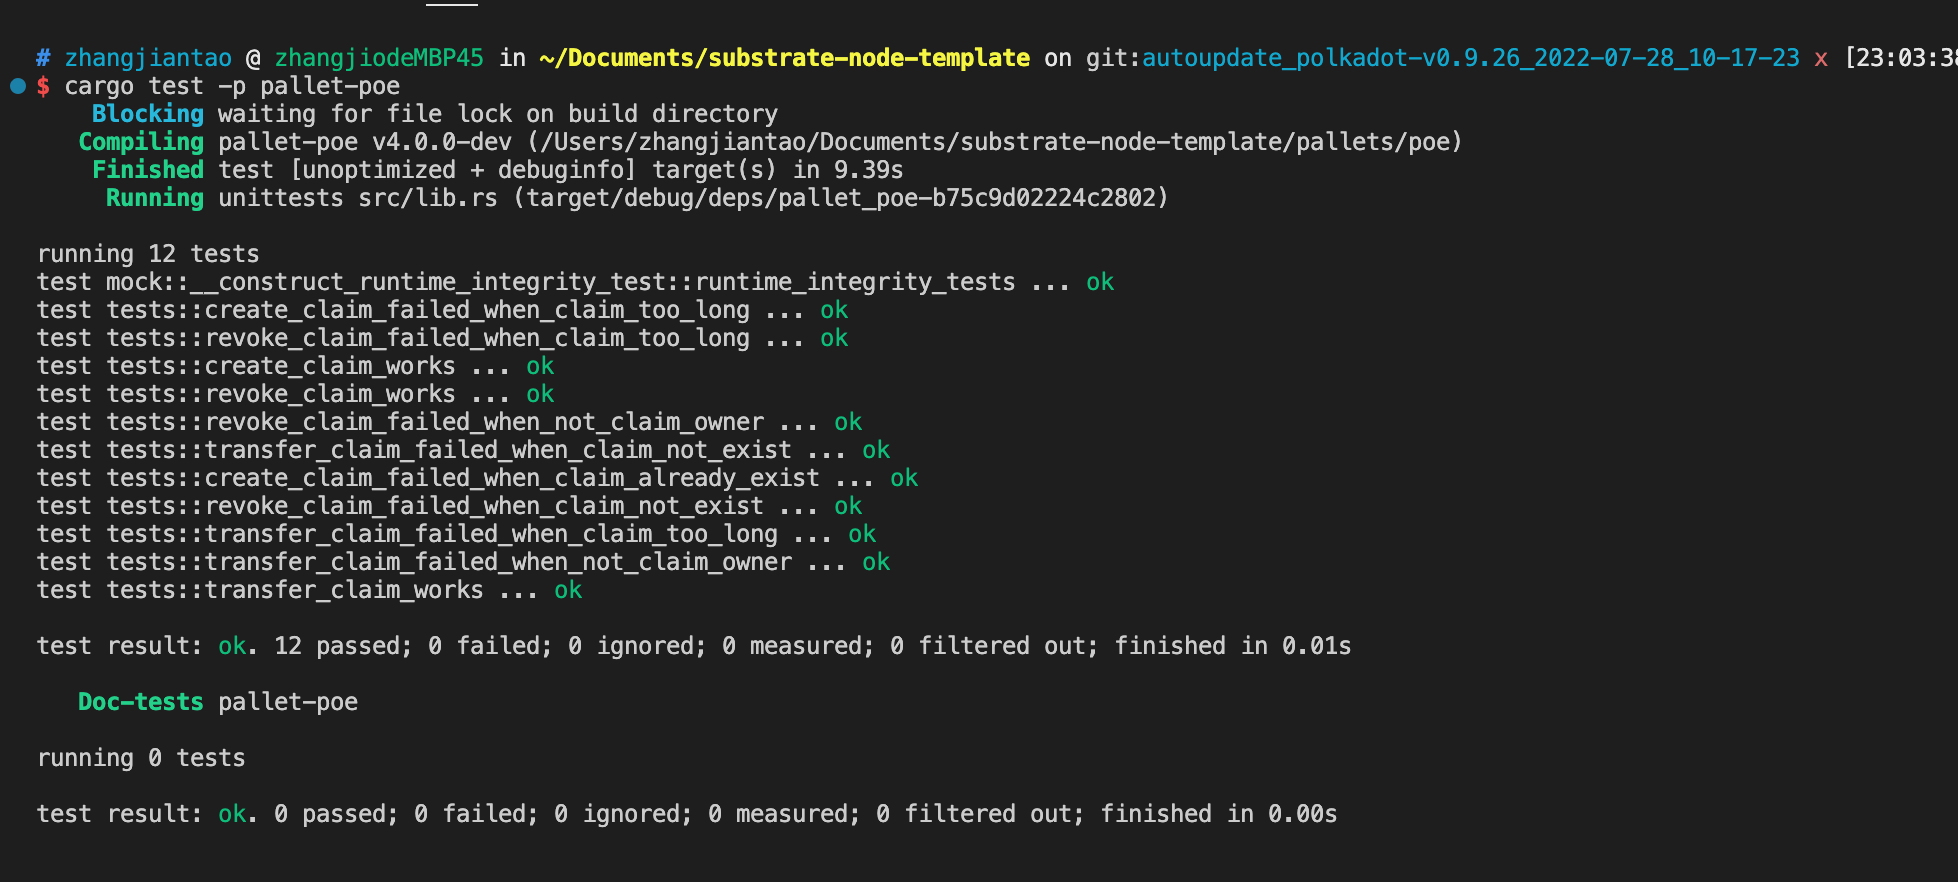 # zhangjiantao @ zhangjiodeMBP45 in ~/Documents/substrate-node-template on git:autoupdate_polkadot-v0.9.26_2022-07-28_10-17-23 x [23:03:38
$ cargo test -p pallet-poe
Blocking waiting for file lock on build directory
Compiling pallet-poe v4.0.0-dev (/Users/zhangjiantao/Documents/substrate-node-template/pallets/poe)
Finished test [unoptimized + debuginfo] target(s) in 9.39s
Running unittests src/lib.rs (target/debug/deps/pallet_poe-b75c9d02224c2802)
running 12 tests
test mock::__construct_runtime_integrity_test::runtime_integrity_tests ... ok
test tests::create_claim_failed_when_claim_too_long ... ok
test tests::revoke_claim_failed_when_claim_too_long ... ok
test tests::create_claim_works ... ok
test tests::revoke_claim_works ... ok
test tests::revoke_claim_failed_when_not_claim_owner ... ok
test tests::transfer_claim_failed_when_claim_not_exist ... ok
test tests::create_claim_failed_when_claim_already_exist ... ok
test tests::revoke_claim_failed_when_claim_not_exist ... ok
test tests::transfer_claim_failed_when_claim_too_long ... ok
test tests::transfer_claim_failed_when_not_claim_owner ... ok
test tests::transfer_claim_works ... ok
test result: ok. 12 passed; 0 failed; 0 ignored; 0 measured; 0 filtered out; finished in 0.01s
Doc-tests pallet-poe
running 0 tests
test result: ok. 0 passed; 0 failed; 0 ignored; 0 measured; 0 filtered out; finished in 0.00s